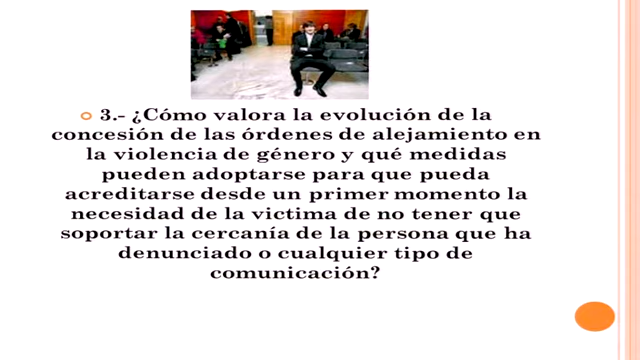 3.- ¿Cómo valora la evolución de la
concesión de las órdenes de alejamiento en
la violencia de género y qué medidas
pueden adoptarse para que pueda
acreditarse desde un primer momento la
necesidad de la victima de no tener que
soportar la cercanía de la persona que ha
denunciado o cualquier tipo de
comunicación?